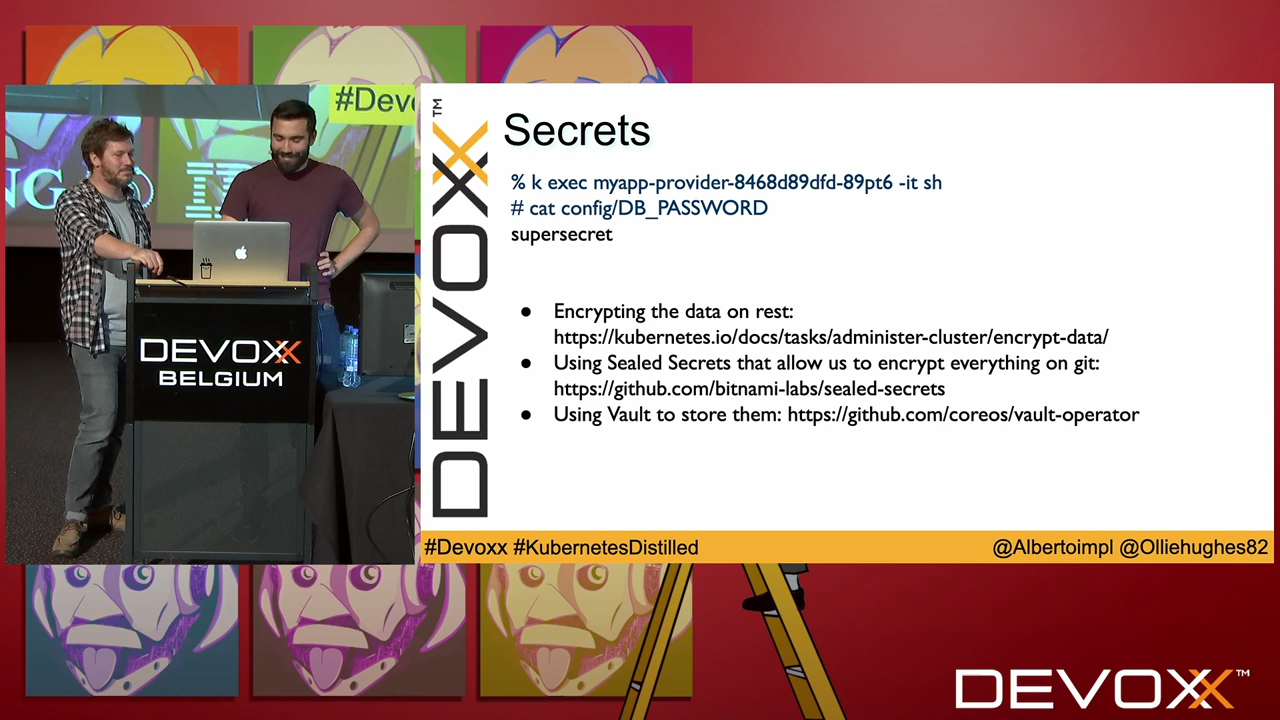 #Devo
NG
DEVOXX
BELGIUM
DEVOXX™
Secrets
% k exec myapp-provider-8468d89dfd-89pt6 -it sh
# cat config/DB_PASSWORD
supersecret
● Encrypting the data on rest:
https://kubernetes.io/docs/tasks/administer-cluster/encrypt-data/
● Using Sealed Secrets that allow us to encrypt everything on git:
https://github.com/bitnami-labs/sealed-secrets
● Using Vault to store them: https://github.com/coreos/vault-operator
#Devoxx #KubernetesDistilled
@Albertoimpl @Olliehughes82
DEVOXX™